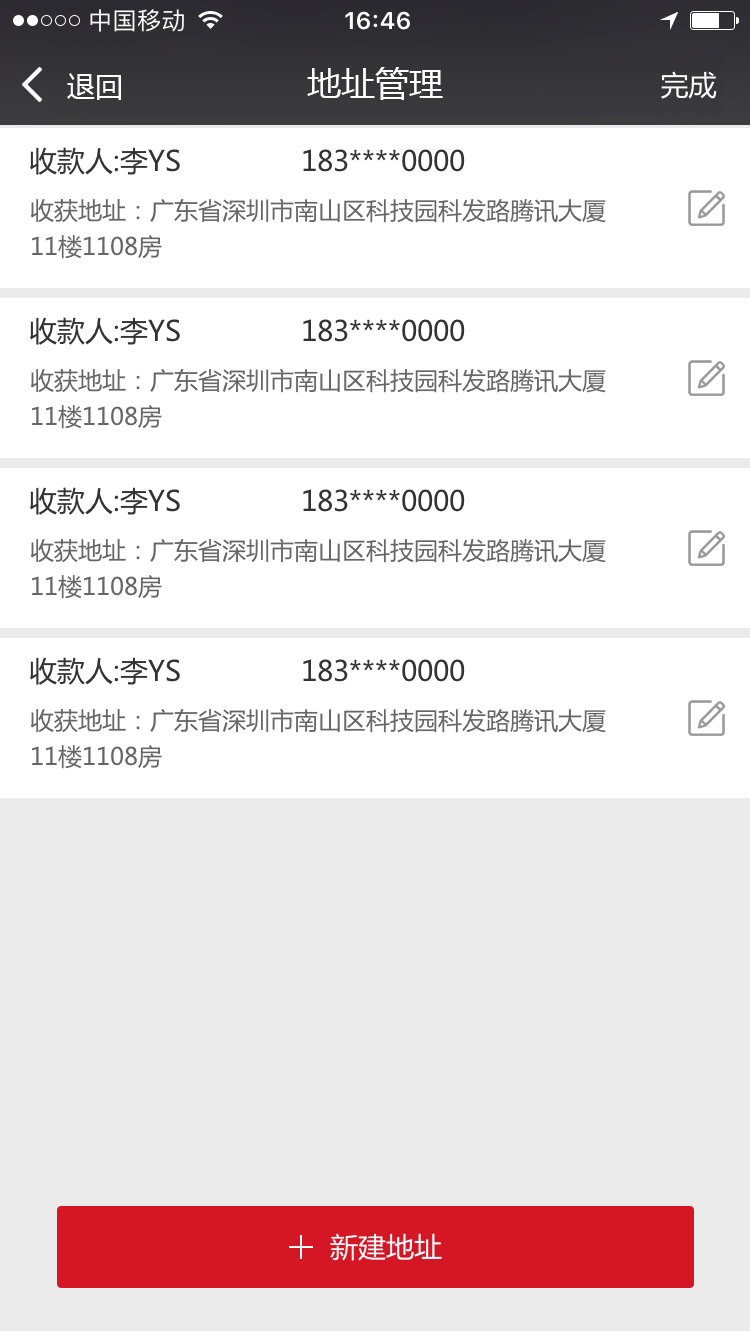 中国移动
16:46
退回
地址管理
完成
收款人:李YS 183****0000
收获地址：广东省深圳市南山区科技园科发路腾讯大厦
11楼1108房
收款人:李YS 183****0000
收获地址：广东省深圳市南山区科技园科发路腾讯大厦
11楼1108房
收款人:李YS 183****0000
收获地址：广东省深圳市南山区科技园科发路腾讯大厦
11楼1108房
收款人:李YS 183****0000
收获地址：广东省深圳市南山区科技园科发路腾讯大厦
11楼1108房
新建地址